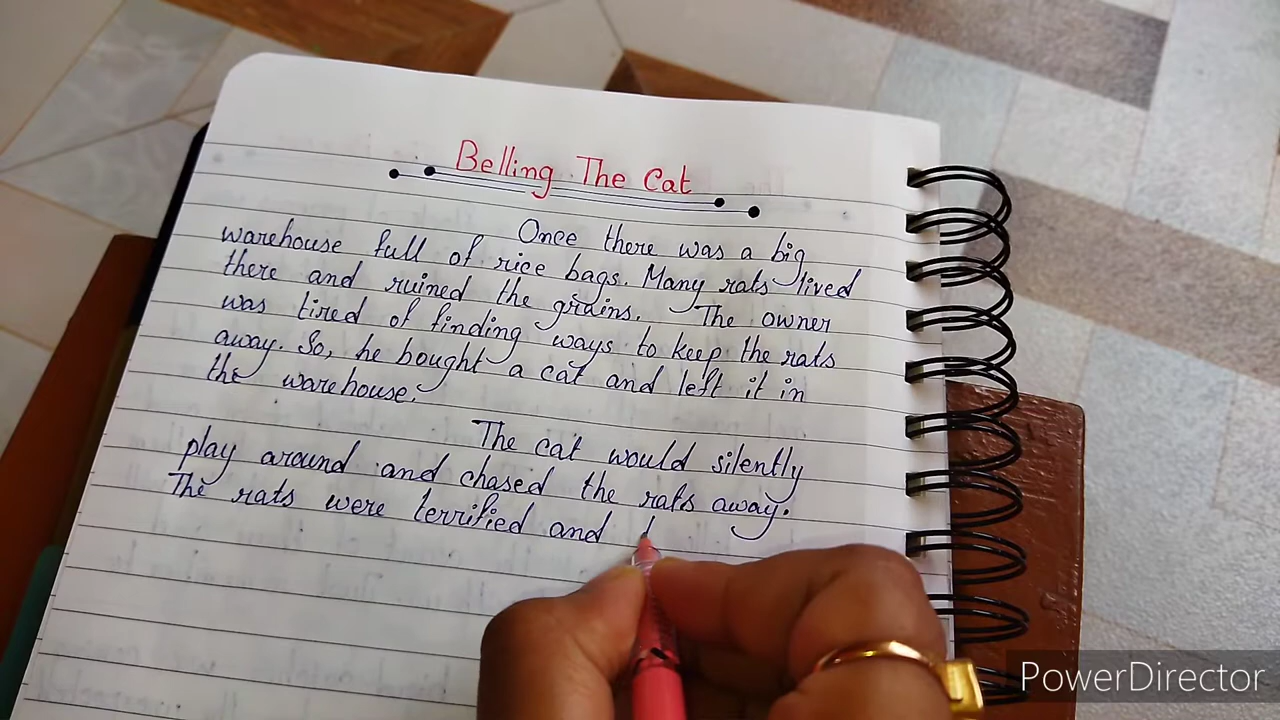 Belling The Cat
Once there was a big
warehouse full of rice bags. Many rats lived
there and ruined the grains. The owner
was tired of finding ways to keep the rats
away. So, he bought a cat and left it in
the warehouse.
The cat would silently
play around and chased the rats away.
The rats were terrified and
PowerDirector